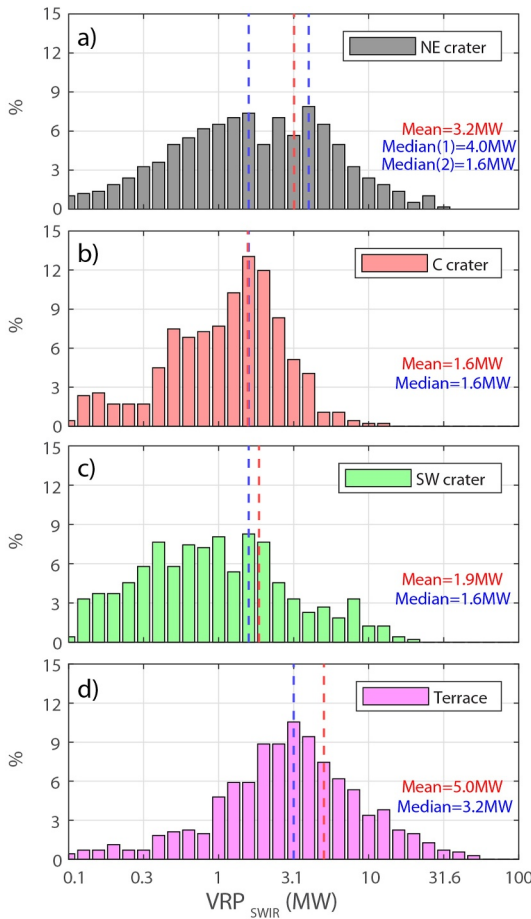 a)
NE crater
15
12
9
6
3
0
%
Mean=3.2MW
Median(1)=4.0MW
Median(2)=1.6MW
b)
C crater
15
12
9
6
3
0
%
Mean=1.6MW
Median=1.6MW
c)
SW crater
15
12
9
6
3
0
%
Mean=1.9MW
Median=1.6MW
d)
Terrace
15
12
9
6
3
0
%
Mean=5.0MW
Median=3.2MW
0.1 0.3 1 3.1 10 31.6 100
VRP SWIR (MW)